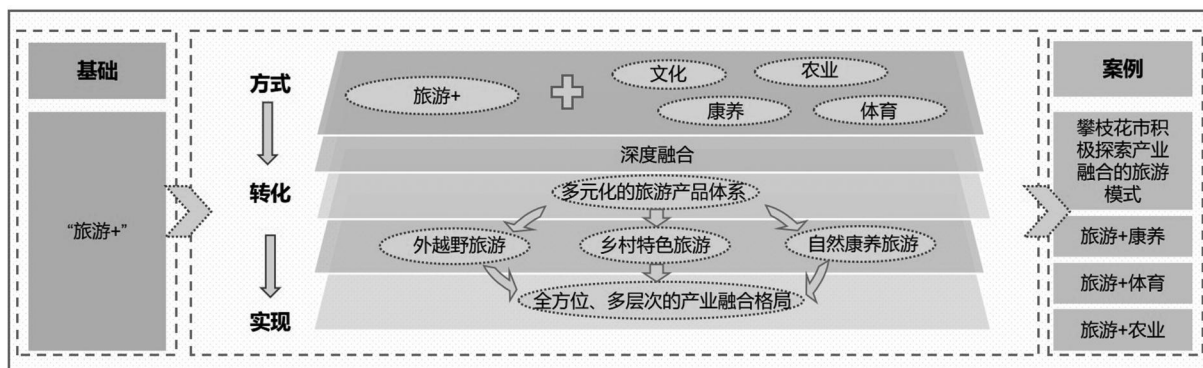 基础
“旅游+”
方式
旅游+
文化
农业
康养
体育
深度融合
转化
多元化的旅游产品体系
外越野旅游
乡村特色旅游
自然康养旅游
实现
全方位、多层次的产业融合格局
案例
攀枝花市积
极探索产业
融合的旅游
模式
旅游+康养
旅游+体育
旅游+农业